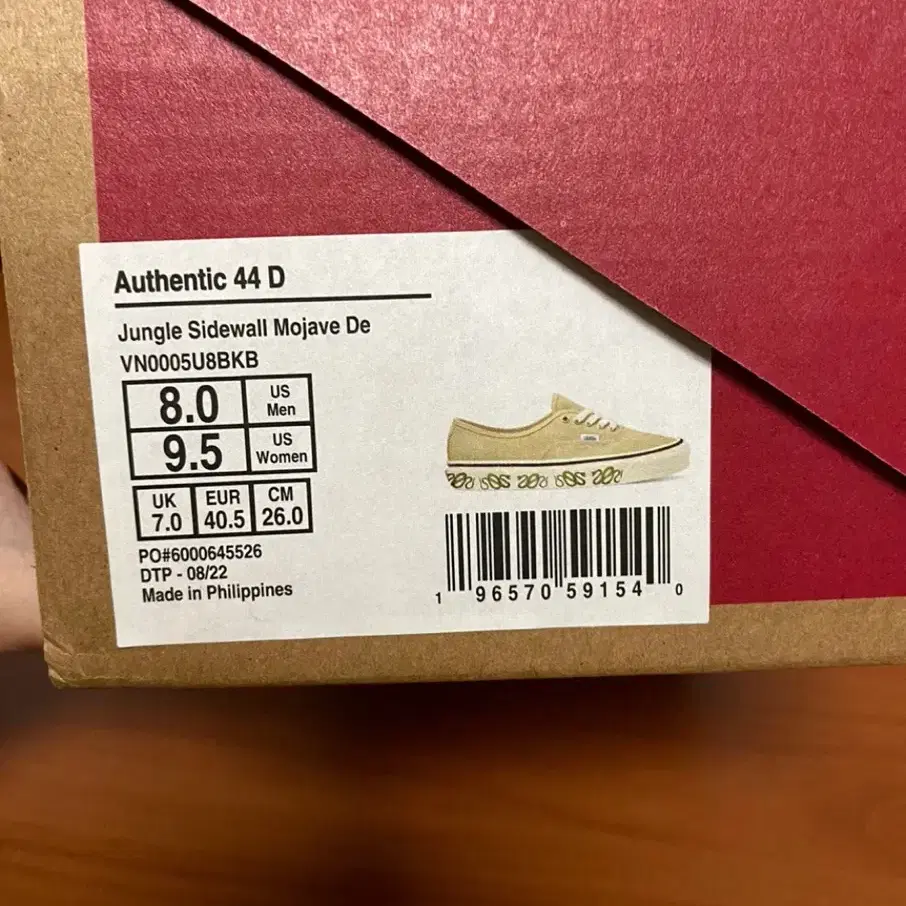 Authentic 44 D
Jungle Sidewall Mojave De
VN0005U8BKB
8.0 US Men
9.5 US Women
UK EUR CM
7.0 40.5 26.0
PO#6000645526
DTP - 08/22
Made in Philippines
1 96570 59154 0